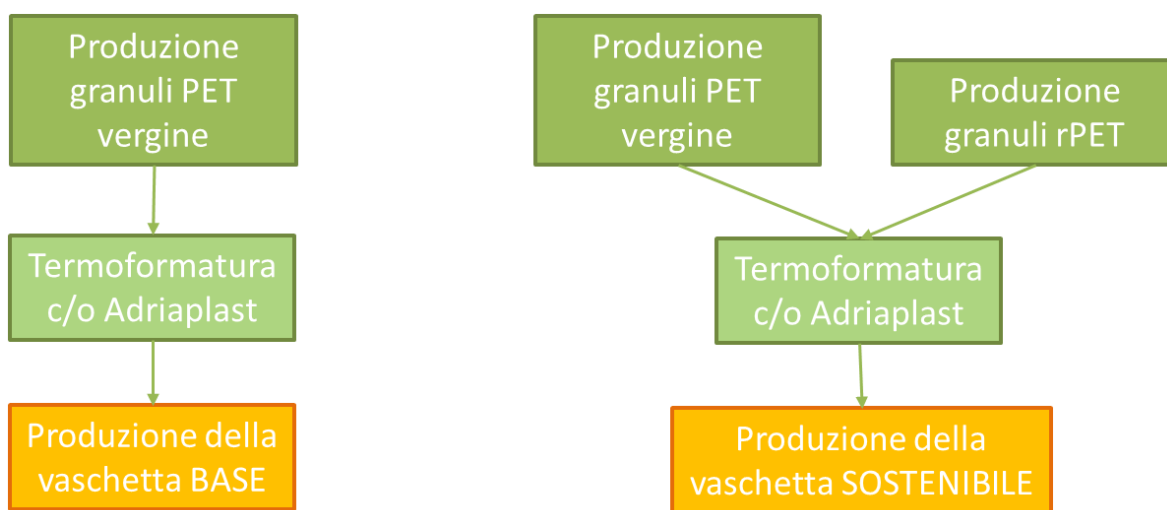 Produzione
granuli PET
vergine
Termoformatura
c/o Adriaplast
Produzione della
vaschetta BASE
Produzione
granuli PET
vergine
Produzione
granuli rPET
Termoformatura
c/o Adriaplast
Produzione della
vaschetta SOSTENIBILE